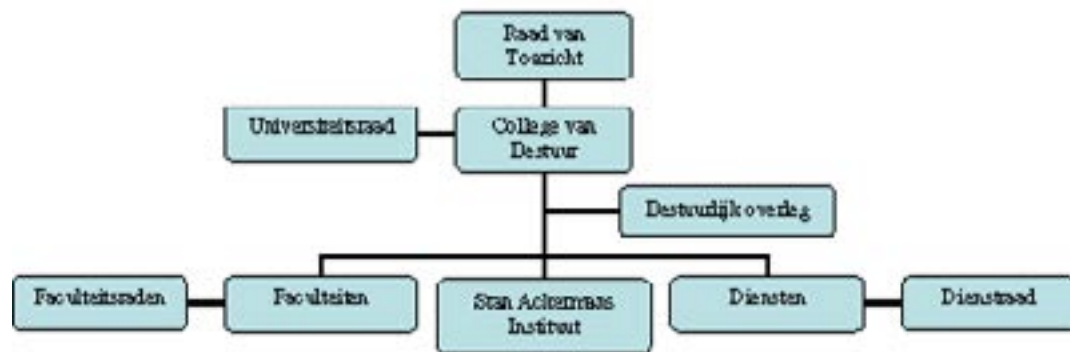 Raad van
Toezicht
Universiteitsraad
College van
Bestuur
Bestuurlijk overleg
Faculteitsraden
Faculteiten
Stan Ackermans
Instituut
Diensten
Dienstraad